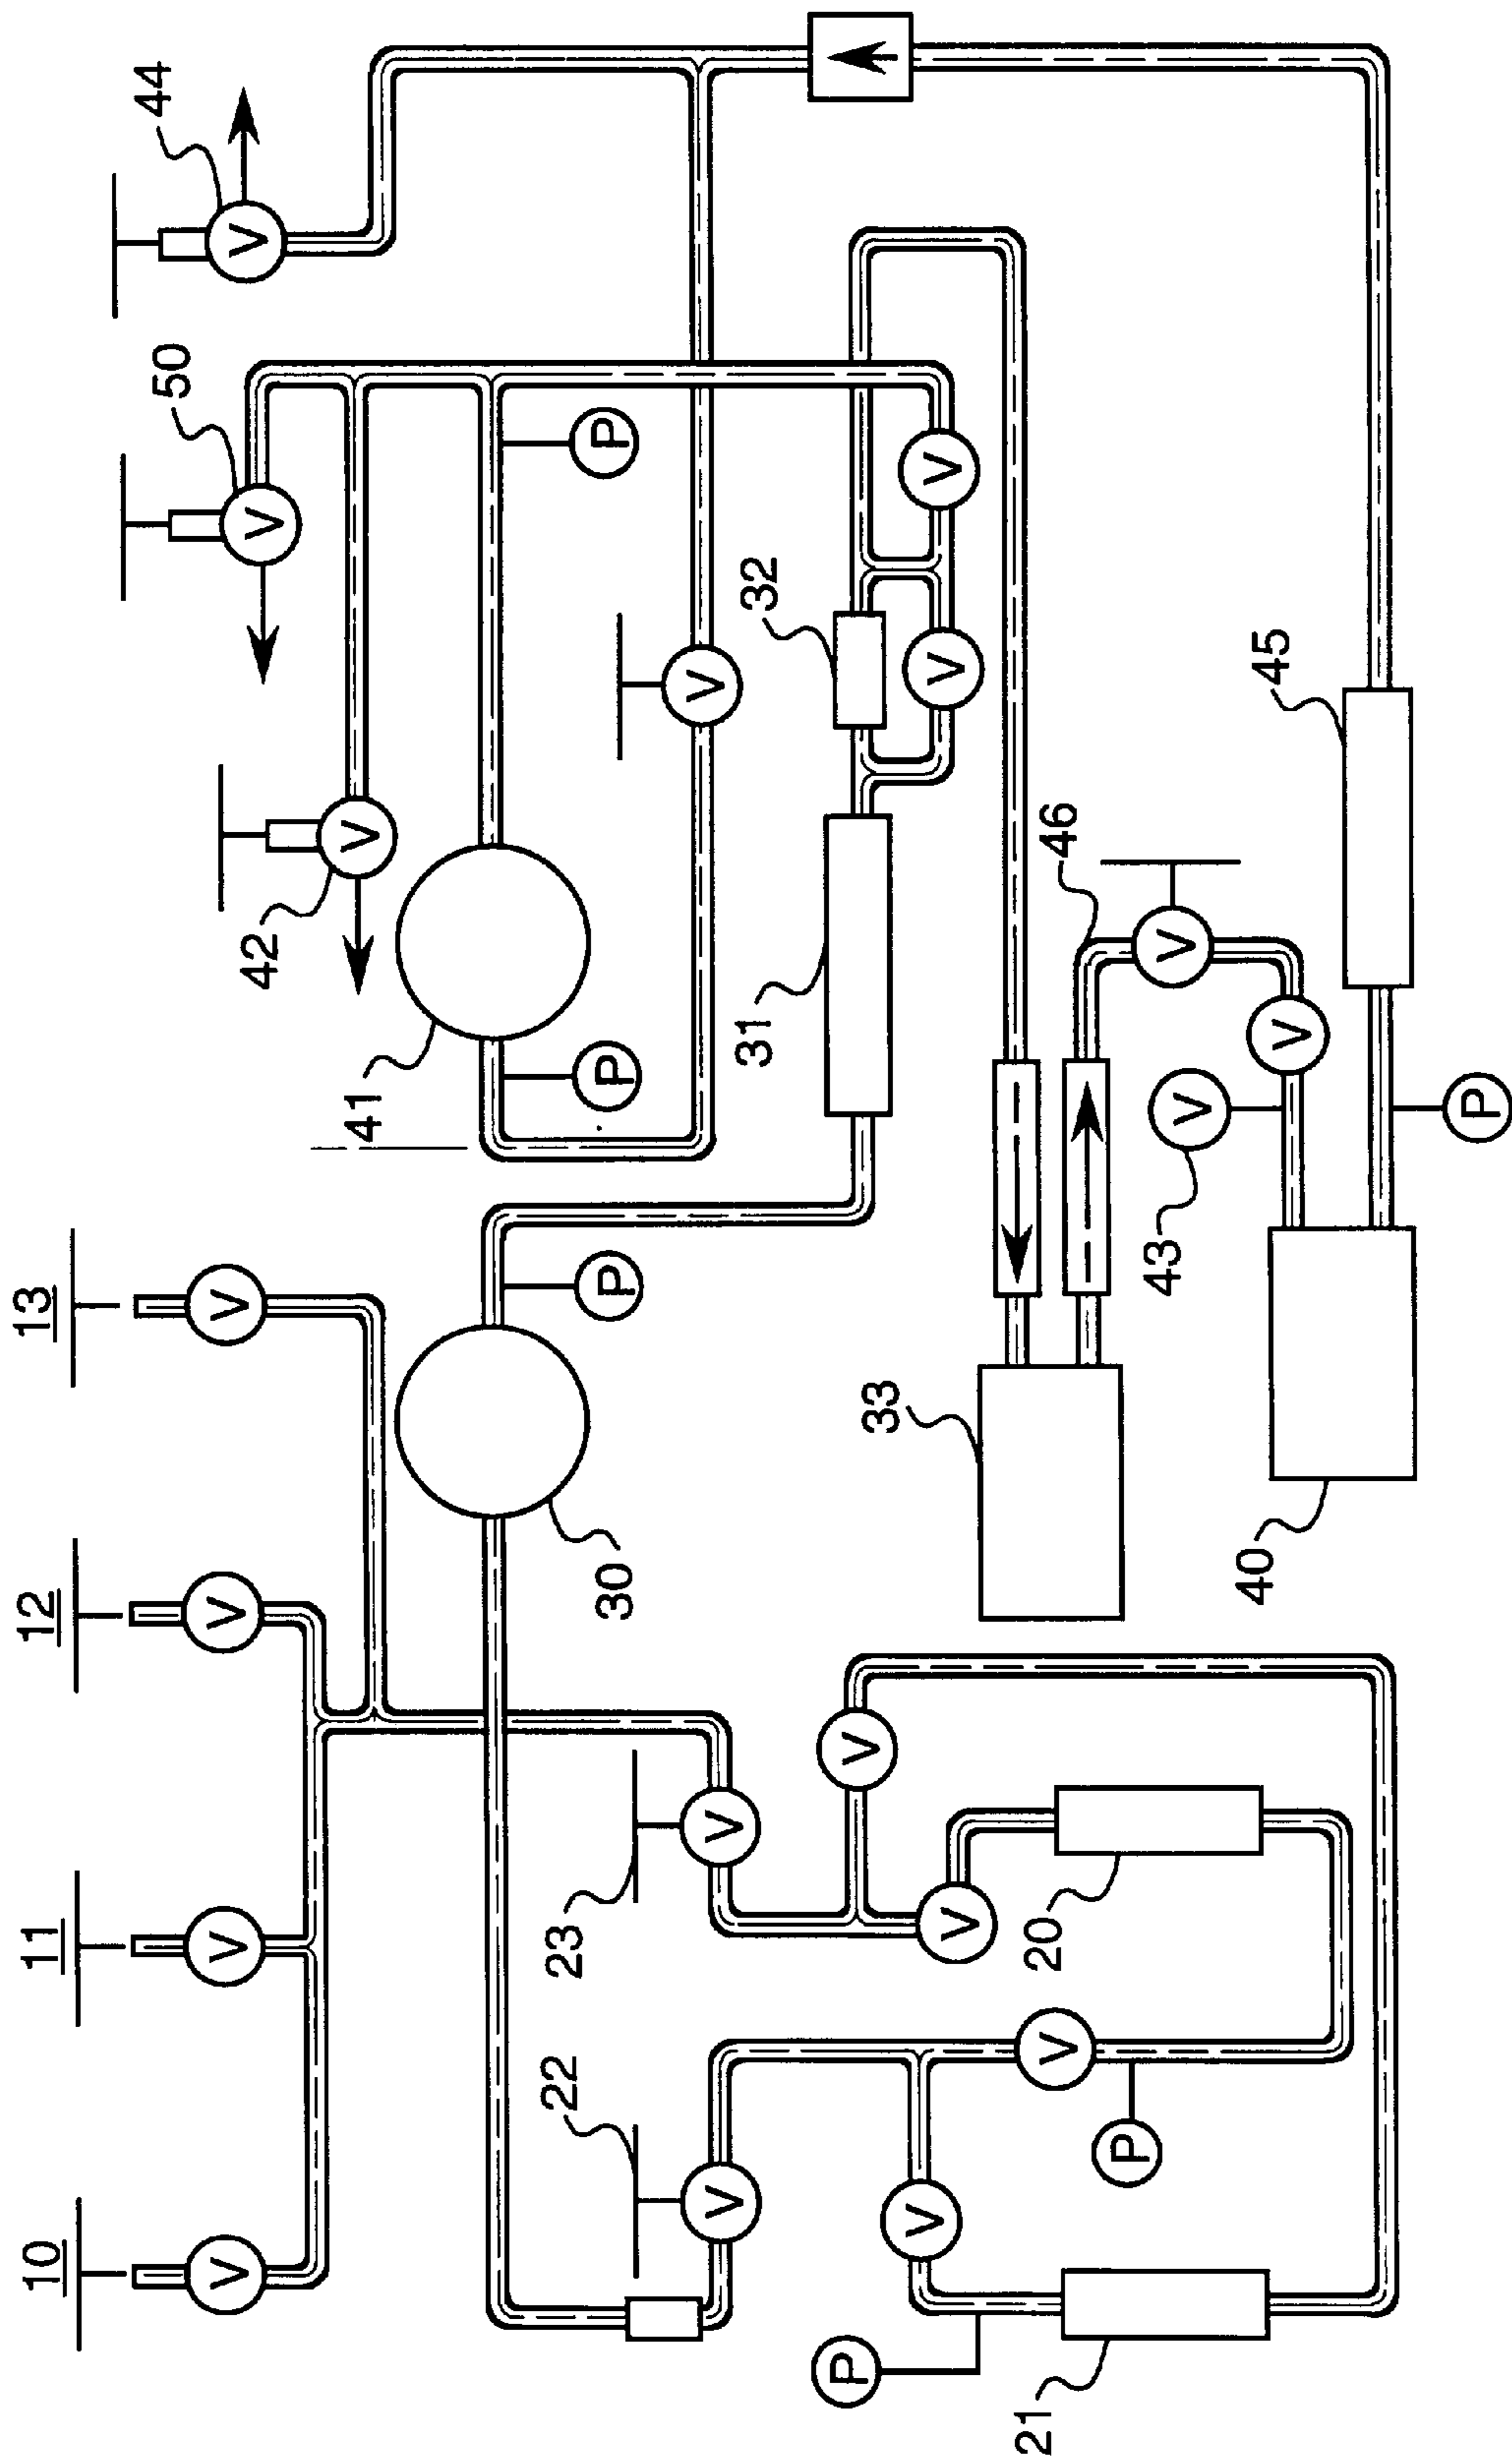 10 11 12 13
50 44
V V V V V V
42
V
41
22 23 30 P P P
V V V
31 32
P V
33
V V V V
21 20 V 46
P 43 V V
40 V 45
P